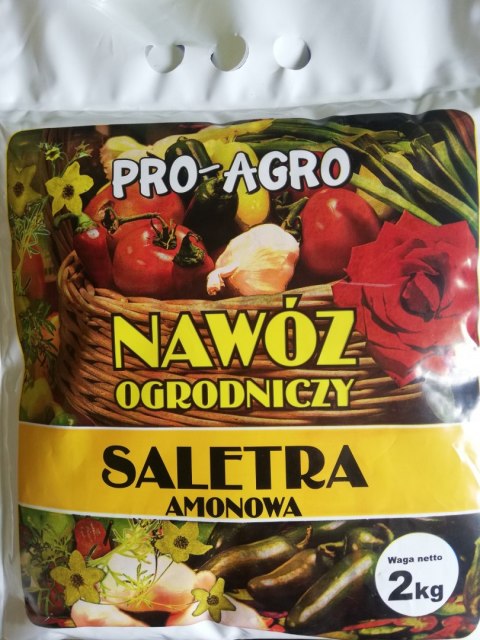 PRO-AGRO
NAWÓZ
OGRODNICZY
SALETRA
AMONOWA
Waga netto
2kg